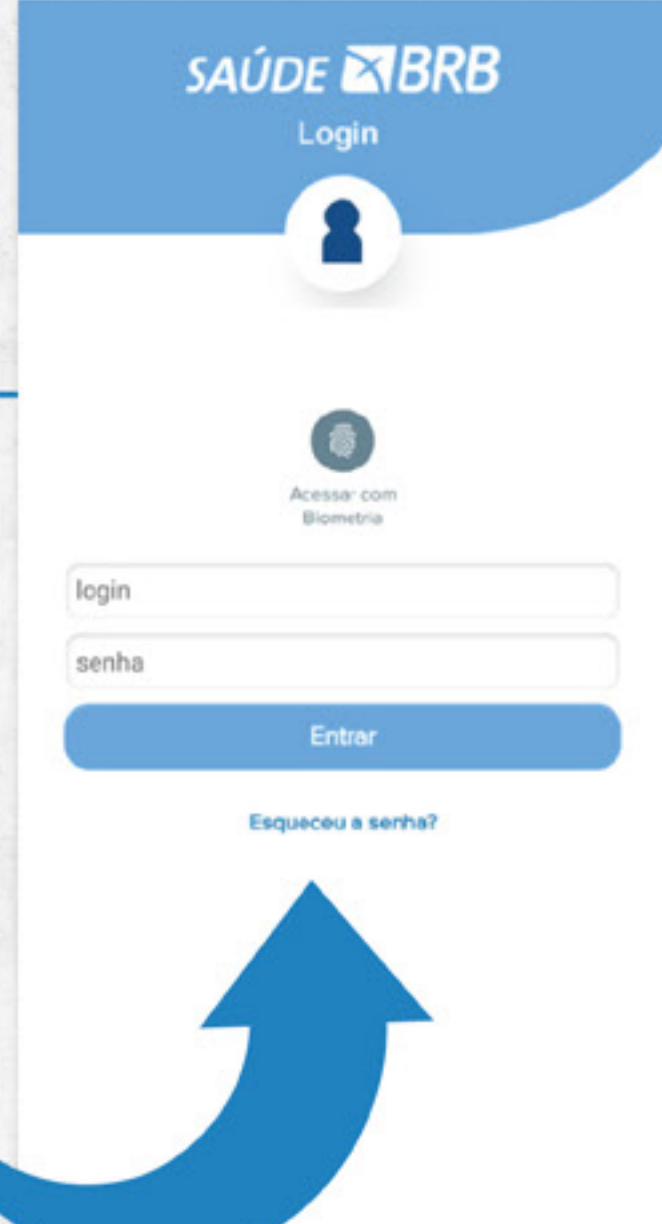 SAÚDE BRB
Login
Acessar com
Biometria
login
senha
Entrar
Esqueceu a senha?